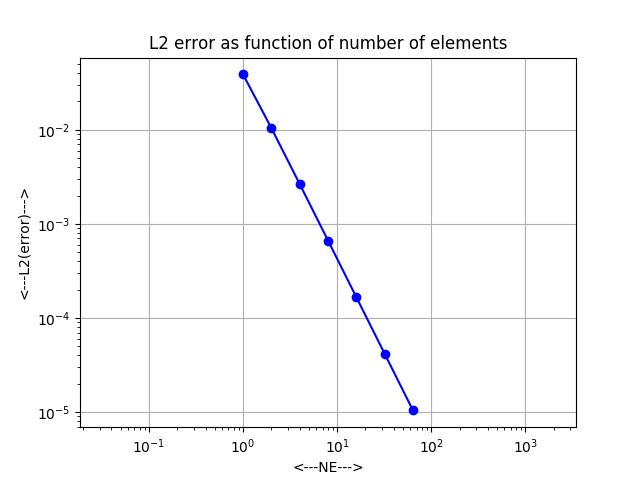 L2 error as function of number of elements
<---L2(error)--->
10⁻²
10⁻³
10⁻⁴
10⁻⁵
10⁻¹ 10⁰ 10¹ 10² 10³
<---NE--->